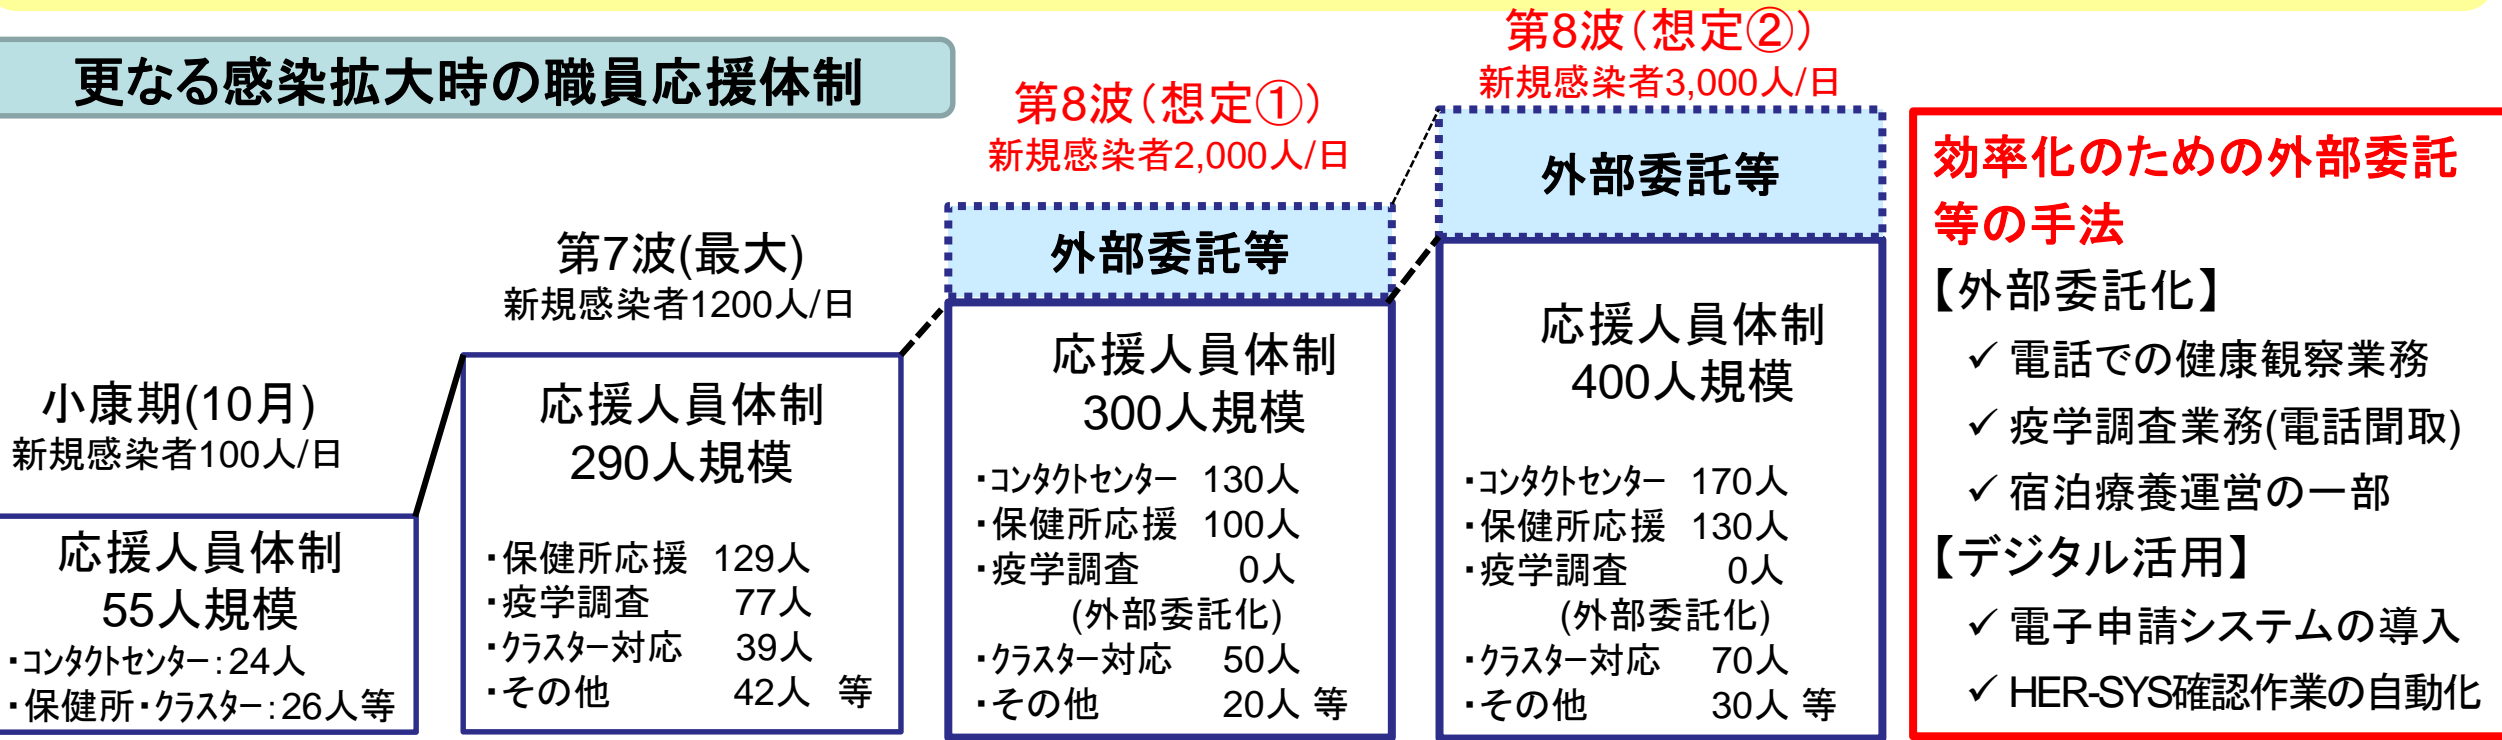 更なる感染拡大時の職員応援体制
小康期(10月)
新規感染者100人/日
応援人員体制
55人規模
・コンタクトセンター:24人
・保健所・クラスター:26人等
第7波(最大)
新規感染者1200人/日
応援人員体制
290人規模
・保健所応援 129人
・疫学調査 77人
・クラスター対応 39人
・その他 42人 等
第8波(想定①)
新規感染者2,000人/日
外部委託等
応援人員体制
300人規模
・コンタクトセンター 130人
・保健所応援 100人
・疫学調査 0人
(外部委託化)
・クラスター対応 50人
・その他 20人 等
第8波(想定②)
新規感染者3,000人/日
外部委託等
応援人員体制
400人規模
・コンタクトセンター 170人
・保健所応援 130人
・疫学調査 0人
(外部委託化)
・クラスター対応 70人
・その他 30人 等
効率化のための外部委託
等の手法
【外部委託化】
✓ 電話での健康観察業務
✓ 疫学調査業務(電話聞取)
✓ 宿泊療養運営の一部
【デジタル活用】
✓ 電子申請システムの導入
✓ HER-SYS確認作業の自動化